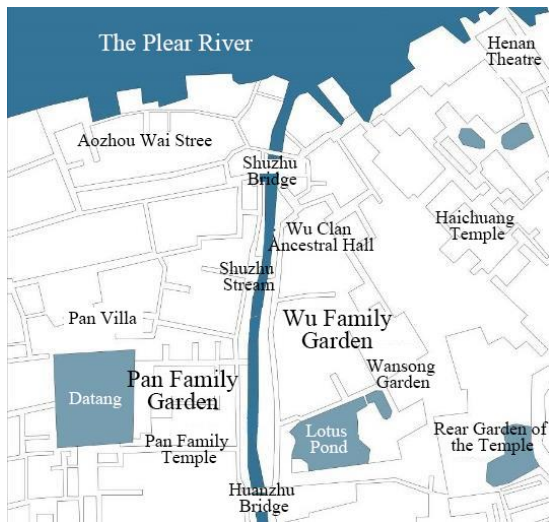 The Plear River
Henan
Theatre
Aozhou Wai Stree
Shuzhu
Bridge
Haichuang
Temple
Wu Clan
Ancestral Hall
Shuzhu
Stream
Pan Villa
Wu Family
Garden
Wansong
Garden
Pan Family
Garden
Datang
Lotus
Pond
Rear Garden of
the Temple
Pan Family
Temple
Huanzhu
Bridge